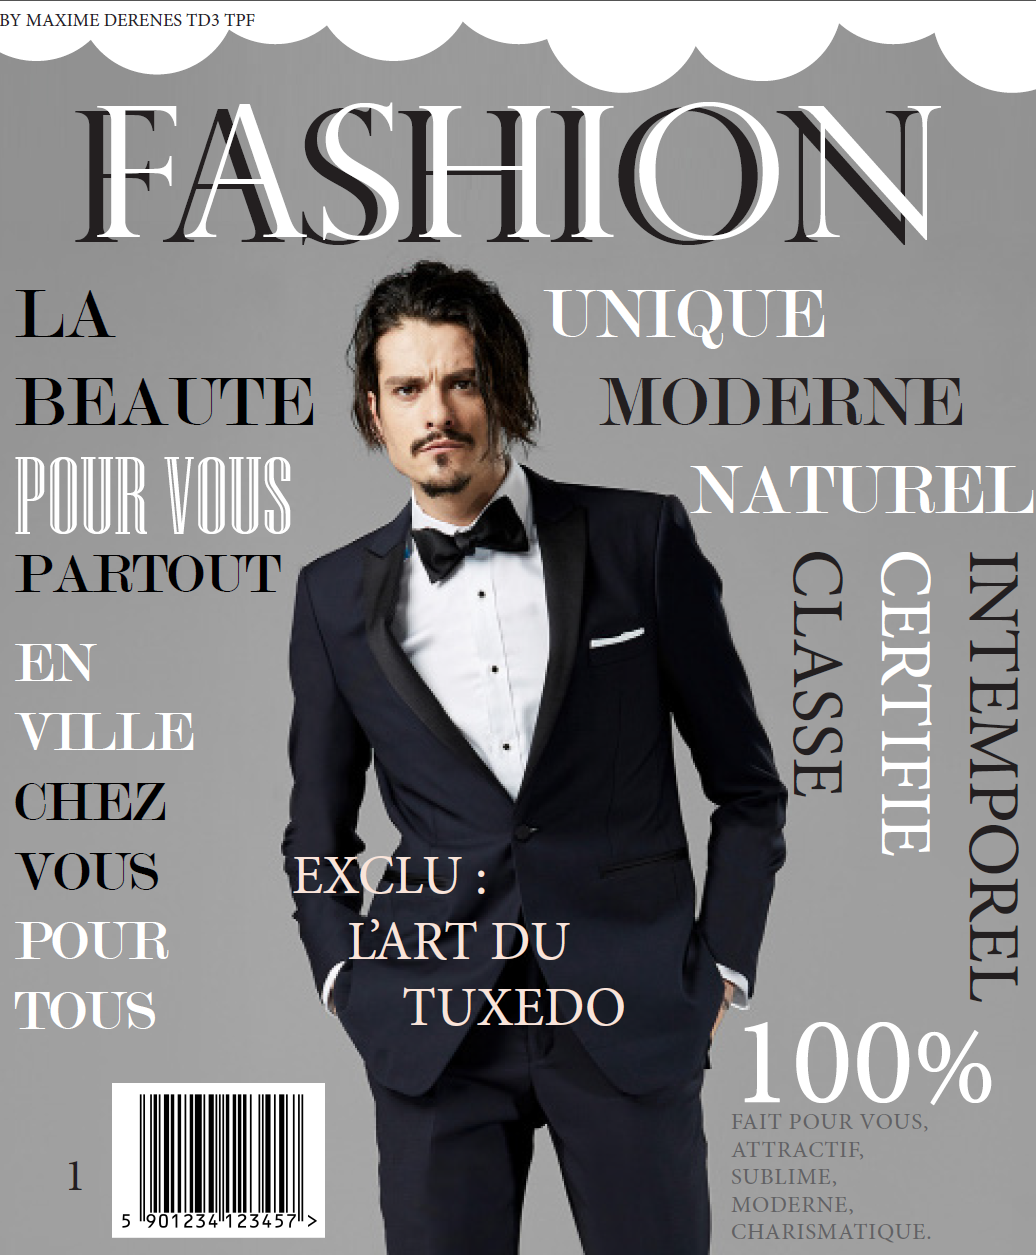 BY MAXIME DERENES TD3 TPF
FASHION
LA
BEAUTE
POUR VOUS
PARTOUT
EN
VILLE
CHEZ
VOUS
POUR
TOUS
UNIQUE
MODERNE
NATUREL
CLASSE
CERTIFIE
INTEMPOREL
EXCLU :
L’ART DU
TUXEDO
100%
FAIT POUR VOUS,
ATTRACTIF,
SUBLIME,
MODERNE,
CHARISMATIQUE.
1
5 901234 123457 >